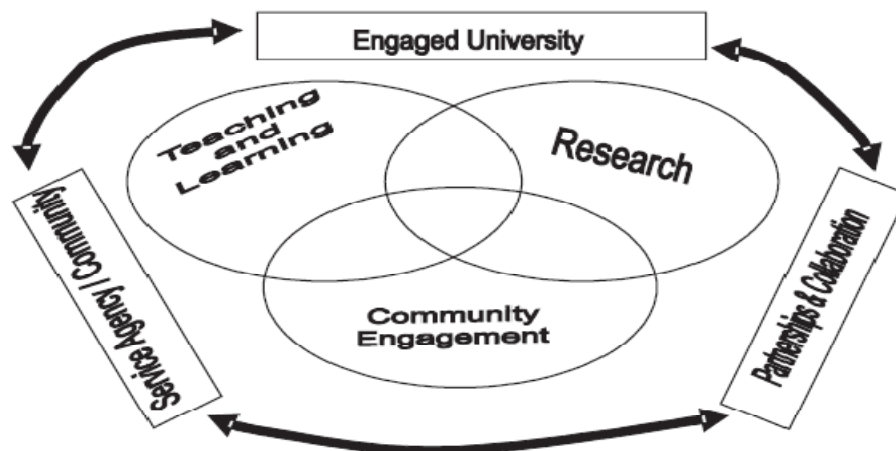 Engaged University
Teaching
and
Learning
Research
Service Agency / Community
Partnerships & Collaboration
Community
Engagement